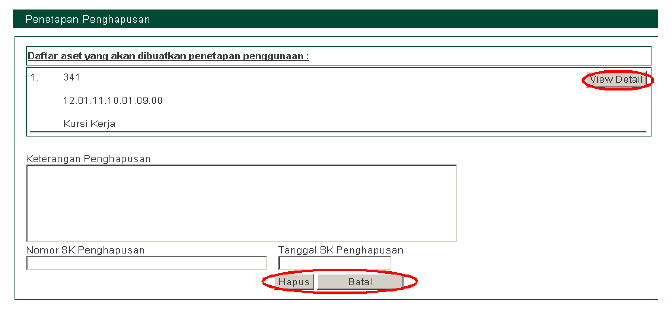 Penetapan Penghapusan
Daftar aset yang akan dibuatkan penetapan penggunaan :
1. 341 View Detail
12.01.11.10.01.09.00
Kursi Kerja
Keterangan Penghapusan
Nomor SK Penghapusan Tanggal SK Penghapusan
Hapus Batal